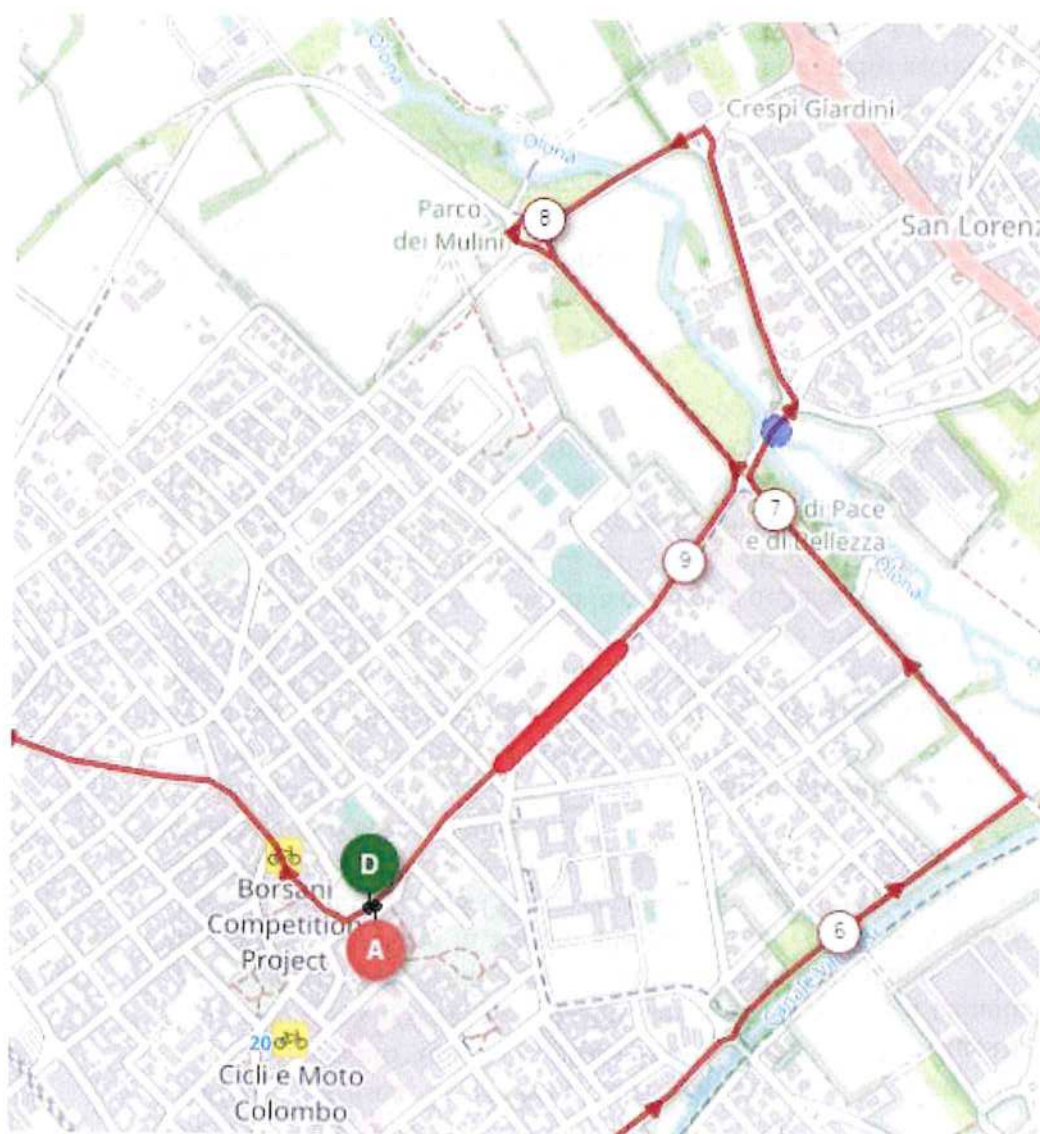 Olona
Crespi Giardini
Olona
Parco
dei Mulini
8
San Lorenz
7
di Pace
e di Bellezza
9
Olona
D
Borsani
Competition
Project
A
6
20
Cicli e Moto
Colombo